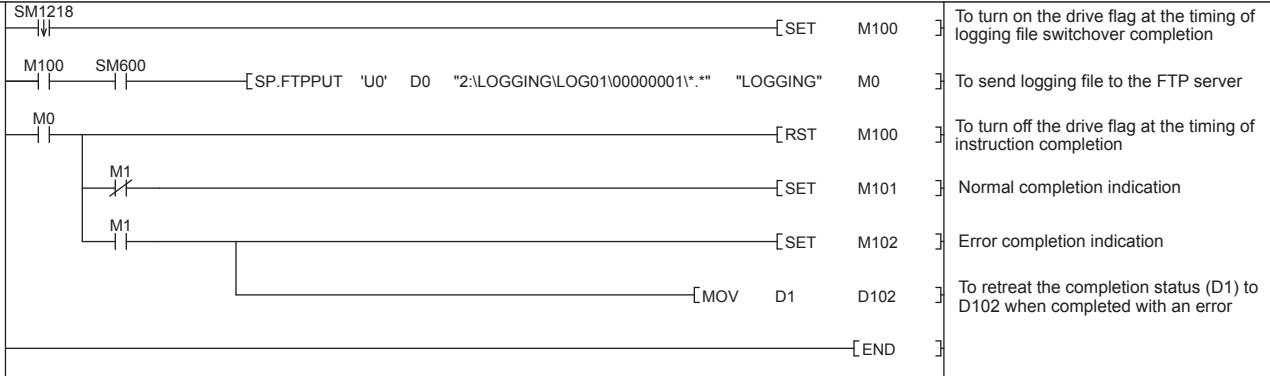 SM1218
SET M100
To turn on the drive flag at the timing of
logging file switchover completion
M100 SM600
SP.FTPPUT 'U0' D0 "2:\LOGGING\LOG01\00000001\*.*" "LOGGING" M0
To send logging file to the FTP server
M0
RST M100
To turn off the drive flag at the timing of
instruction completion
M1
SET M101
Normal completion indication
M1
SET M102
Error completion indication
MOV D1 D102
To retreat the completion status (D1) to
D102 when completed with an error
END